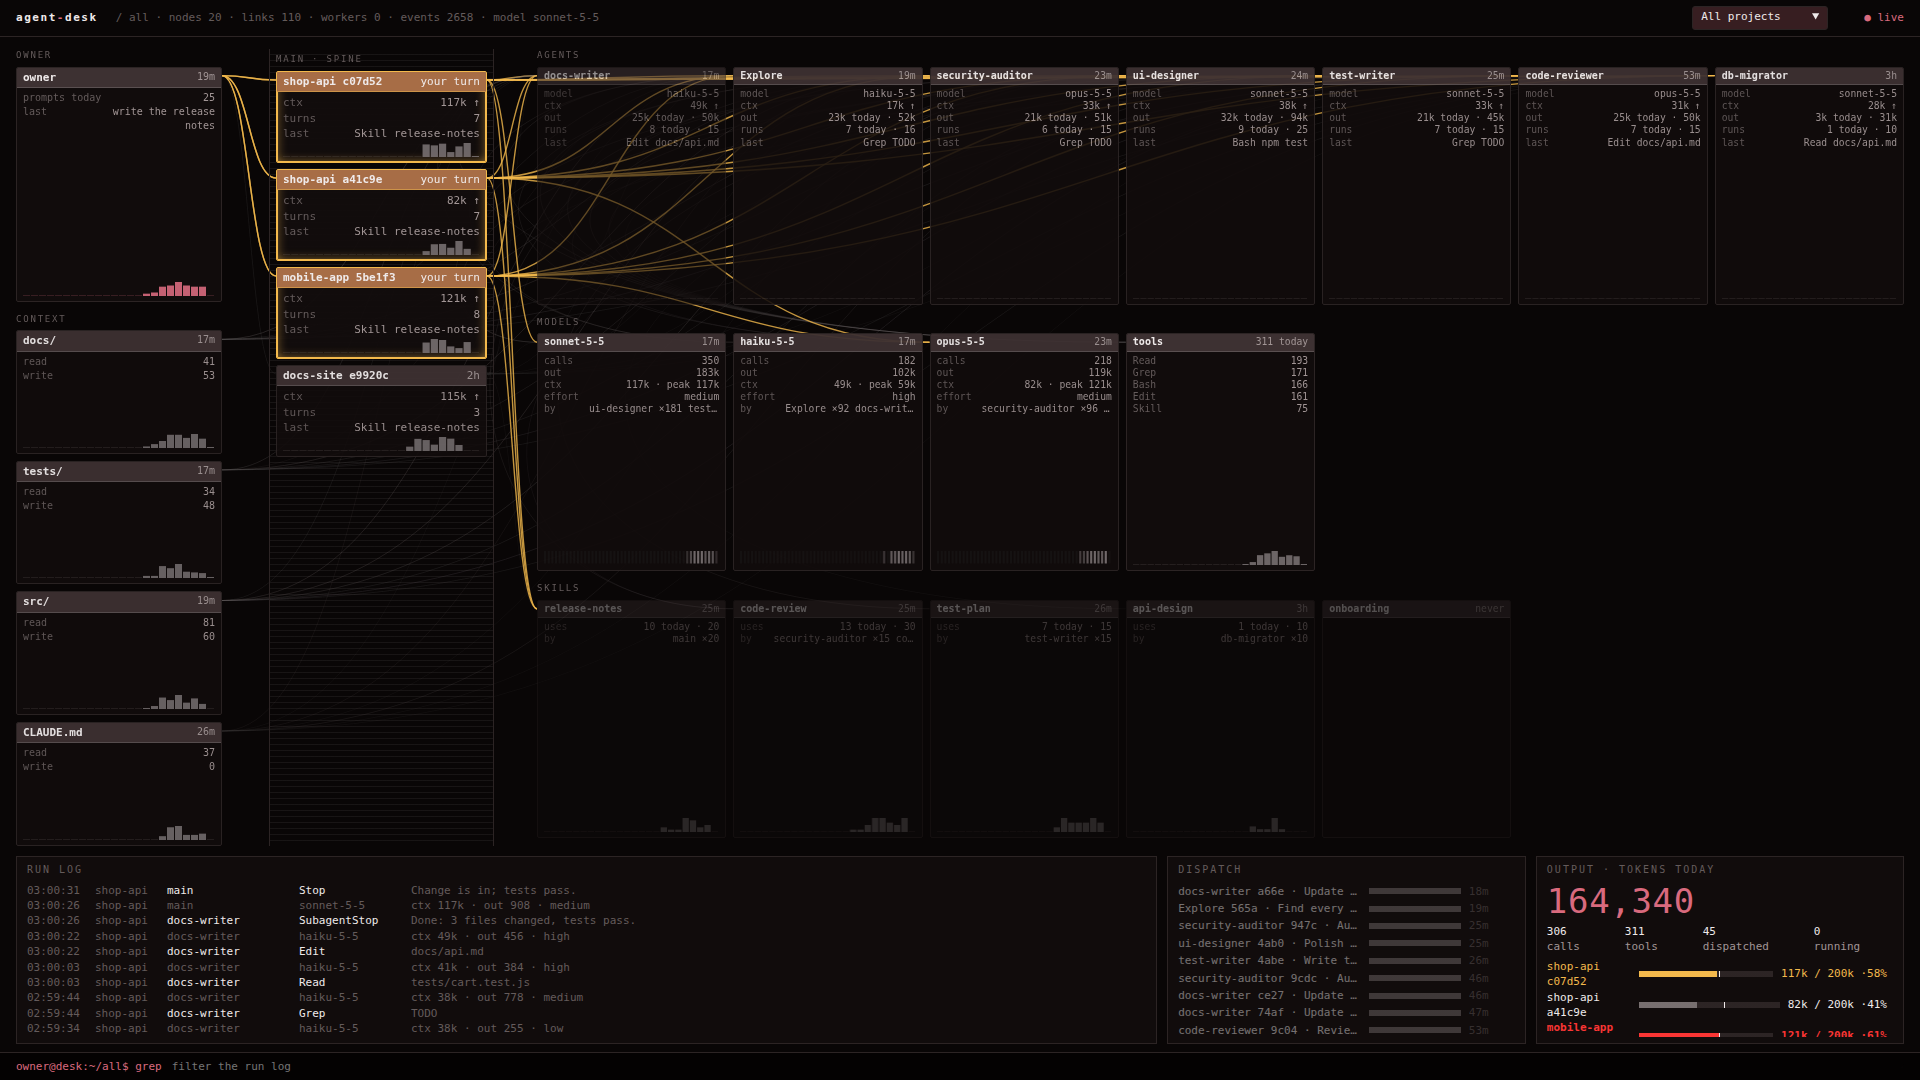 agent-desk / all · nodes 20 · links 110 · workers 0 · events 2658 · model sonnet-5-5 All projects ▼ ● live
OWNER
owner 19m
prompts today 25
last write the release
notes
CONTEXT
docs/ 17m
read 41
write 53
tests/ 17m
read 34
write 48
src/ 19m
read 81
write 60
CLAUDE.md 26m
read 37
write 0
MAIN · SPINE
shop-api c07d52 your turn
ctx 117k ↑
turns 7
last Skill release-notes
shop-api a41c9e your turn
ctx 82k ↑
turns 7
last Skill release-notes
mobile-app 5be1f3 your turn
ctx 121k ↑
turns 8
last Skill release-notes
docs-site e9920c 2h
ctx 115k ↑
turns 3
last Skill release-notes
AGENTS
docs-writer 17m
model haiku-5-5
ctx 49k ↑
out 25k today · 50k
runs 8 today · 15
last Edit docs/api.md
Explore 19m
model haiku-5-5
ctx 17k ↑
out 23k today · 52k
runs 7 today · 16
last Grep TODO
security-auditor 23m
model opus-5-5
ctx 33k ↑
out 21k today · 51k
runs 6 today · 15
last Grep TODO
ui-designer 24m
model sonnet-5-5
ctx 38k ↑
out 32k today · 94k
runs 9 today · 25
last Bash npm test
test-writer 25m
model sonnet-5-5
ctx 33k ↑
out 21k today · 45k
runs 7 today · 15
last Grep TODO
code-reviewer 53m
model opus-5-5
ctx 31k ↑
out 25k today · 50k
runs 7 today · 15
last Edit docs/api.md
db-migrator 3h
model sonnet-5-5
ctx 28k ↑
out 3k today · 31k
runs 1 today · 10
last Read docs/api.md
MODELS
sonnet-5-5 17m
calls 350
out 183k
ctx 117k · peak 117k
effort medium
by ui-designer ×181 test…
haiku-5-5 17m
calls 182
out 102k
ctx 49k · peak 59k
effort high
by Explore ×92 docs-writ…
opus-5-5 23m
calls 218
out 119k
ctx 82k · peak 121k
effort medium
by security-auditor ×96 …
tools 311 today
Read 193
Grep 171
Bash 166
Edit 161
Skill 75
SKILLS
release-notes 25m
uses 10 today · 20
by main ×20
code-review 25m
uses 13 today · 30
by security-auditor ×15 co…
test-plan 26m
uses 7 today · 15
by test-writer ×15
api-design 3h
uses 1 today · 10
by db-migrator ×10
onboarding never
RUN LOG
03:00:31 shop-api main Stop Change is in; tests pass.
03:00:26 shop-api main sonnet-5-5 ctx 117k · out 908 · medium
03:00:26 shop-api docs-writer SubagentStop Done: 3 files changed, tests pass.
03:00:22 shop-api docs-writer haiku-5-5 ctx 49k · out 456 · high
03:00:22 shop-api docs-writer Edit docs/api.md
03:00:03 shop-api docs-writer haiku-5-5 ctx 41k · out 384 · high
03:00:03 shop-api docs-writer Read tests/cart.test.js
02:59:44 shop-api docs-writer haiku-5-5 ctx 38k · out 778 · medium
02:59:44 shop-api docs-writer Grep TODO
02:59:34 shop-api docs-writer haiku-5-5 ctx 38k · out 255 · low
DISPATCH
docs-writer a66e · Update … 18m
Explore 565a · Find every … 19m
security-auditor 947c · Au… 25m
ui-designer 4ab0 · Polish … 25m
test-writer 4abe · Write t… 26m
security-auditor 9cdc · Au… 46m
docs-writer ce27 · Update … 46m
docs-writer 74af · Update … 47m
code-reviewer 9c04 · Revie… 53m
OUTPUT · TOKENS TODAY
164,340
306 311 45 0
calls tools dispatched running
shop-api
c07d52 117k / 200k ·58%
shop-api
a41c9e 82k / 200k ·41%
mobile-app
121k / 200k ·61%
owner@desk:~/all$ grep filter the run log